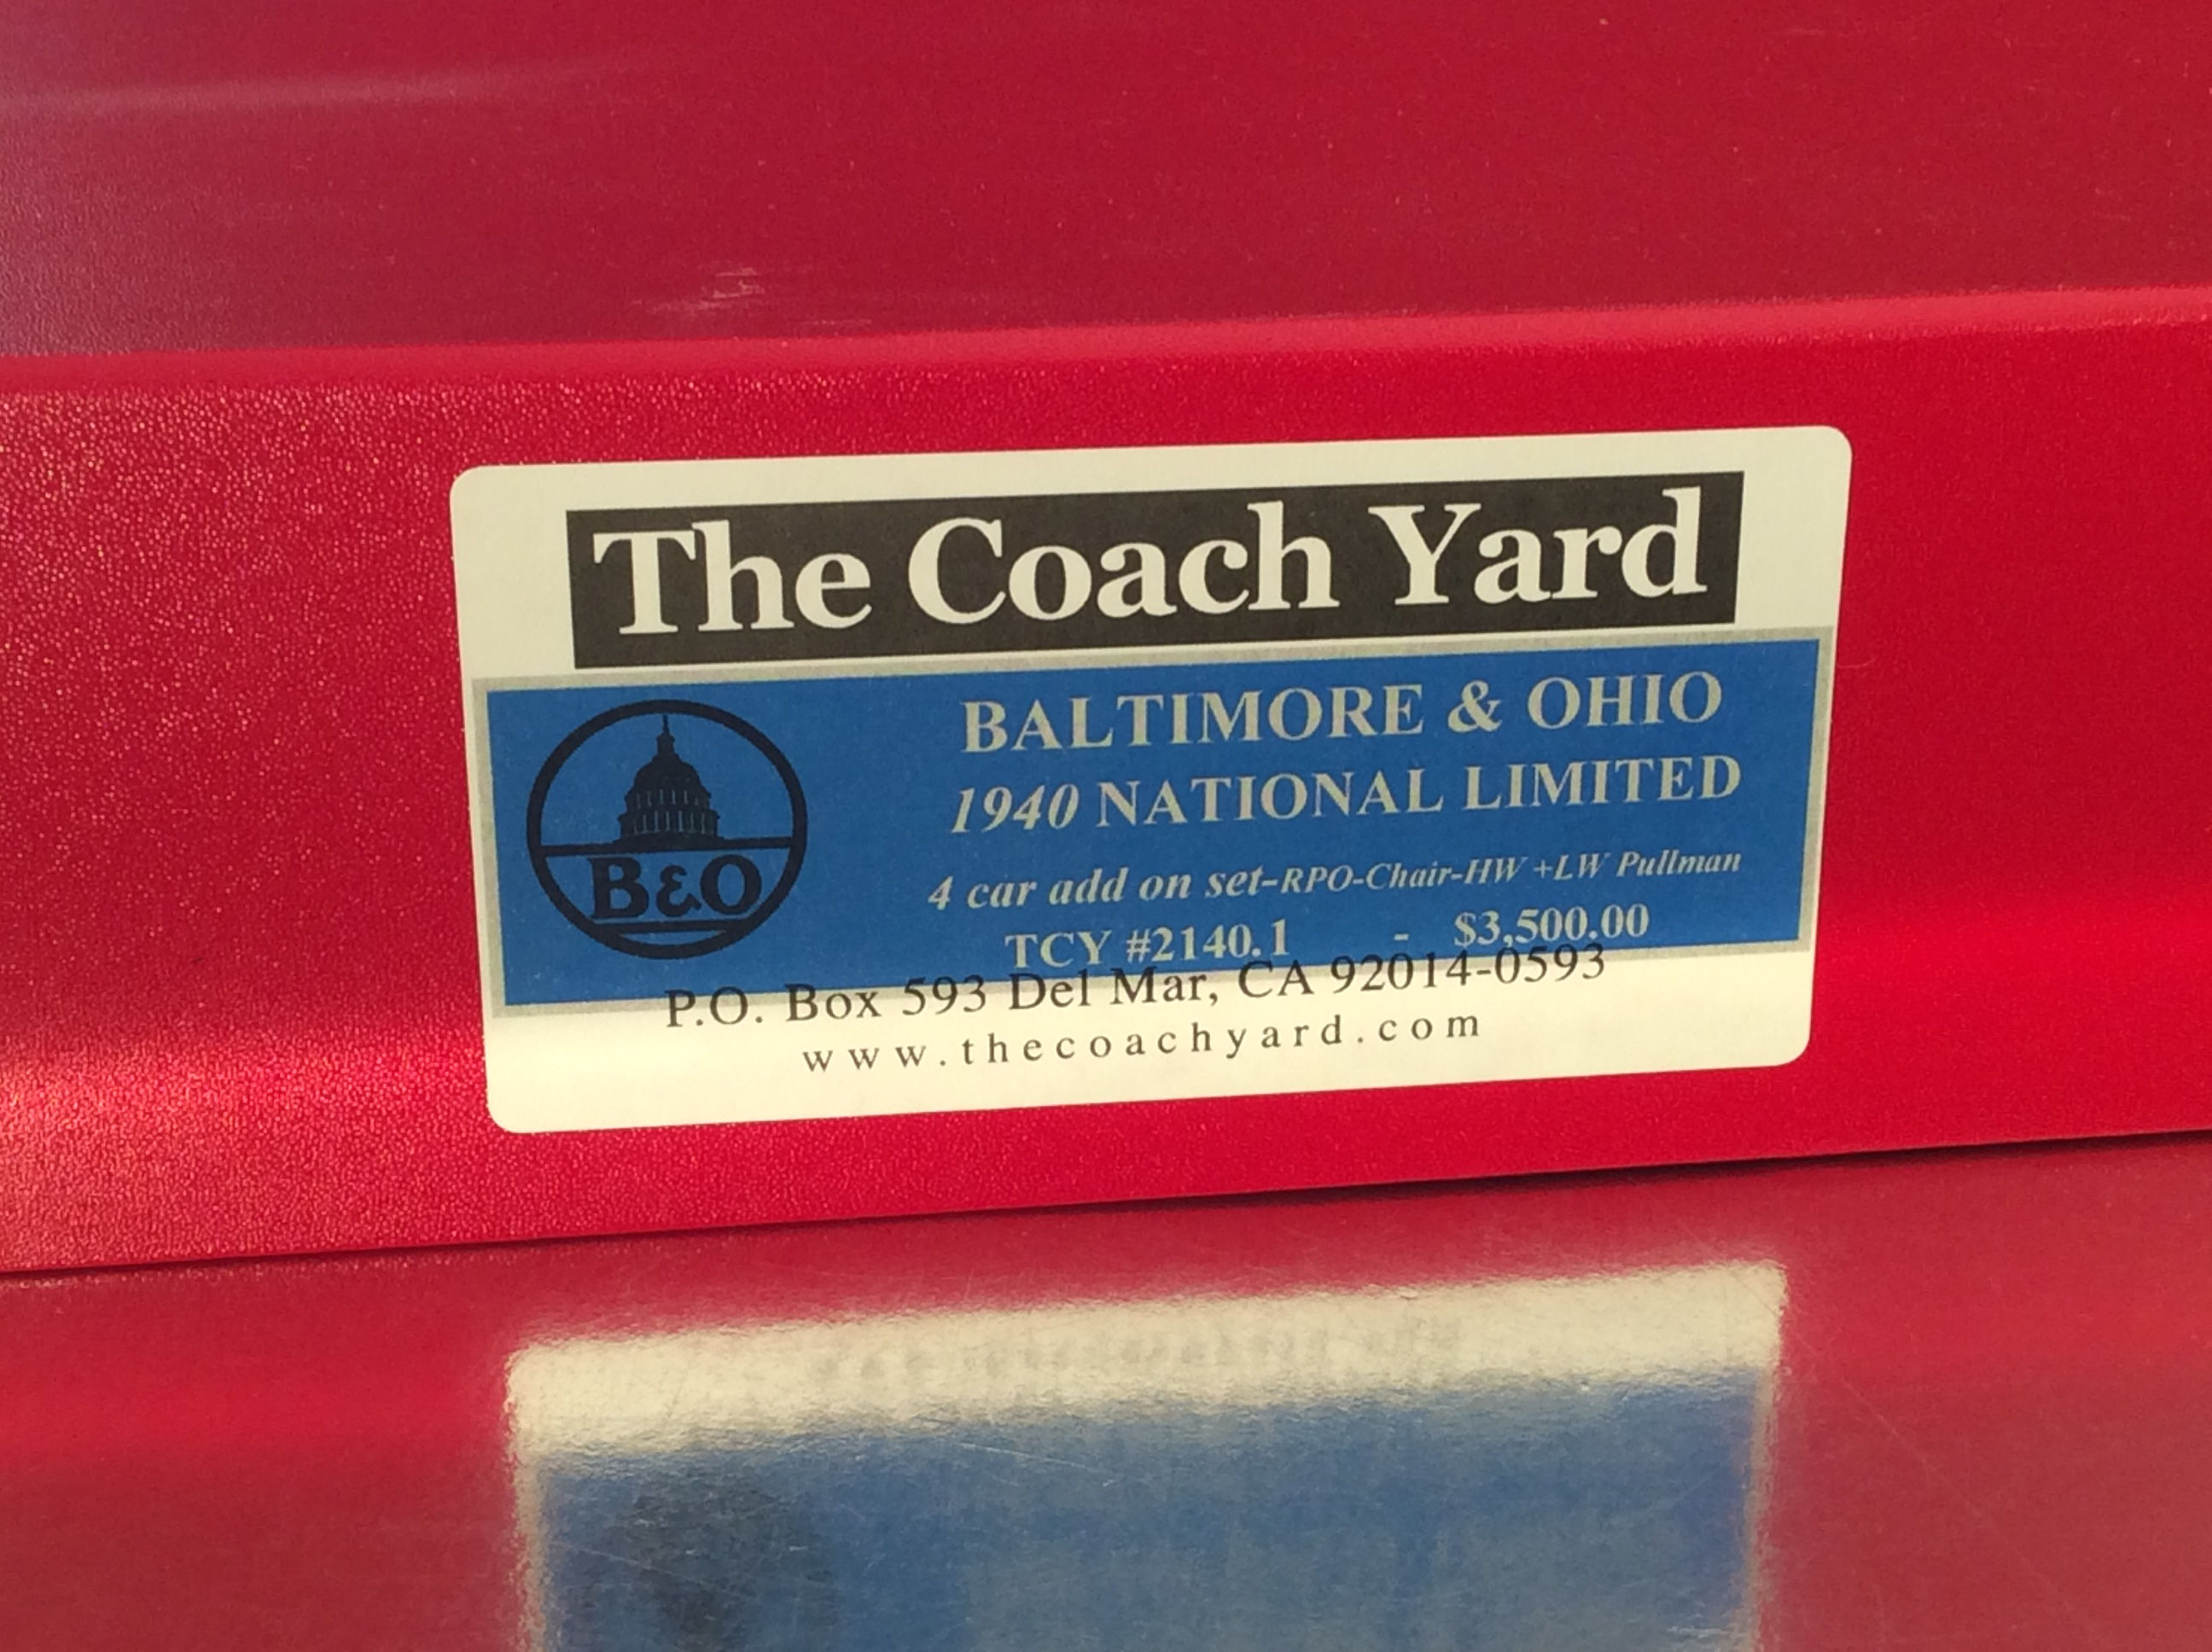 The Coach Yard
B&O
BALTIMORE & OHIO
1940 NATIONAL LIMITED
4 car add on set-RPO-Chair-HW +LW Pullman
TCY #2140.1 - $3,500.00
P.O. Box 593 Del Mar, CA 92014-0593
www.thecoachyard.com